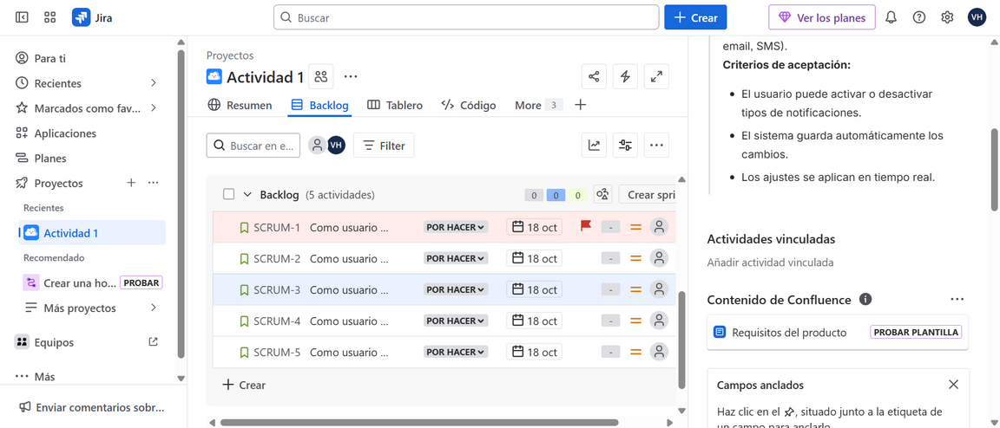 Jira
Buscar
Crear
Ver los planes
VH
Para ti
Recientes
Marcados como fav...
Aplicaciones
Planes
Proyectos
Recientes
Actividad 1
Recomendado
Crear una ho... PROBAR
Más proyectos
Equipos
Más
Enviar comentarios sobr...
Proyectos
Actividad 1
Resumen Backlog Tablero Código More 3
Buscar en e... VH Filter
Backlog (5 actividades) 0 0 0 Crear spri
SCRUM-1 Como usuario ... POR HACER 18 oct -
SCRUM-2 Como usuario ... POR HACER 18 oct -
SCRUM-3 Como usuario ... POR HACER 18 oct -
SCRUM-4 Como usuario ... POR HACER 18 oct -
SCRUM-5 Como usuario ... POR HACER 18 oct -
Crear
email, SMS).
Criterios de aceptación:
• El usuario puede activar o desactivar
tipos de notificaciones.
• El sistema guarda automáticamente los
cambios.
• Los ajustes se aplican en tiempo real.
Actividades vinculadas
Añadir actividad vinculada
Contenido de Confluence
Requisitos del producto PROBAR PLANTILLA
Campos anclados
Haz clic en el , situado junto a la etiqueta de
un campo para anclarlo